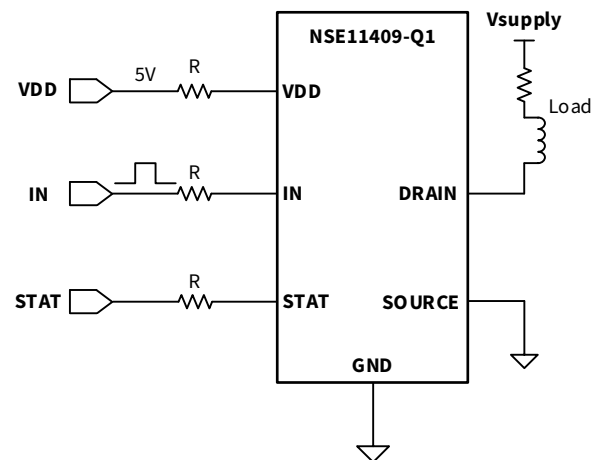 NSE11409-Q1
Vsupply
VDD
5V
R
VDD
Load
IN
R
IN
DRAIN
STAT
R
STAT
SOURCE
GND